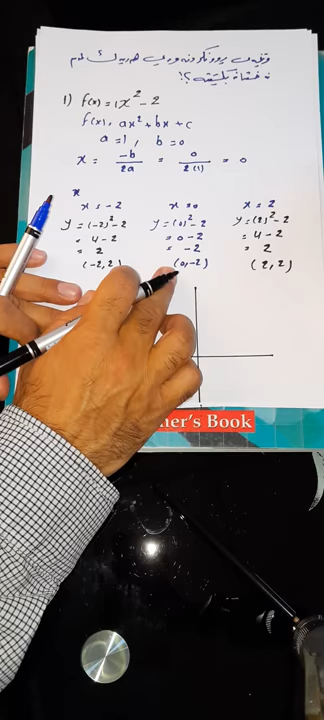 1) f(x) = 1x² - 2
f(x), ax² + bx + c
a = 1, b = 0
x = -b/2a = 0/2(1) = 0
x
x = -2 x = 0 x = 2
y = (-2)² - 2 y = (0)² - 2 y = (2)² - 2
= 4 - 2 = 0 - 2 = 4 - 2
= 2 = -2 = 2
(-2, 2) (0, -2) (2, 2)
her's Book